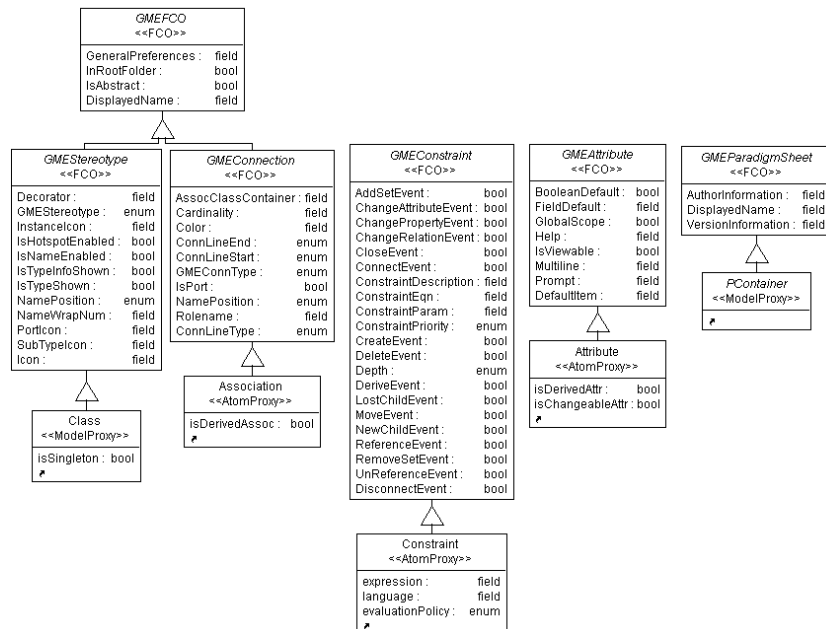 GMEFCO
<<FCO>>
GeneralPreferences : field
InRootFolder : bool
IsAbstract : bool
DisplayedName : field
GMEStereotype
<<FCO>>
Decorator : field
GMEStereotype : enum
InstanceIcon : field
IsHotspotEnabled : bool
IsNameEnabled : bool
IsTypeInfoShown : bool
IsTypeShown : bool
NamePosition : enum
NameWrapNum : field
PortIcon : field
SubTypeIcon : field
Icon : field
Class
<<ModelProxy>>
isSingleton : bool
GMEConnection
<<FCO>>
AssocClassContainer : field
Cardinality : field
Color : field
ConnLineEnd : enum
ConnLineStart : enum
GMEConnType : enum
IsPort : bool
NamePosition : enum
Rolename : field
ConnLineType : enum
Association
<<AtomProxy>>
isDerivedAssoc : bool
GMEConstraint
<<FCO>>
AddSetEvent : bool
ChangeAttributeEvent : bool
ChangePropertyEvent : bool
ChangeRelationEvent : bool
CloseEvent : bool
ConnectEvent : bool
ConstraintDescription : field
ConstraintEqn : field
ConstraintParam : field
ConstraintPriority : enum
CreateEvent : bool
DeleteEvent : bool
Depth : enum
DeriveEvent : bool
LostChildEvent : bool
MoveEvent : bool
NewChildEvent : bool
ReferenceEvent : bool
RemoveSetEvent : bool
UnReferenceEvent : bool
DisconnectEvent : bool
Constraint
<<AtomProxy>>
expression : field
language : field
evaluationPolicy : enum
GMEAttribute
<<FCO>>
BooleanDefault : bool
FieldDefault : field
GlobalScope : bool
Help : field
IsViewable : bool
Multiline : field
Prompt : field
DefaultItem : field
Attribute
<<AtomProxy>>
isDerivedAttr : bool
isChangeableAttr : bool
GMEParadigmSheet
<<FCO>>
AuthorInformation : field
DisplayedName : field
VersionInformation : field
PContainer
<<ModelProxy>>